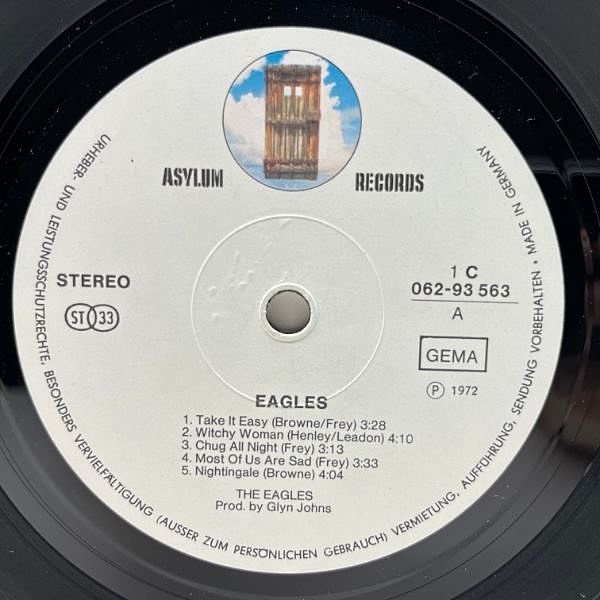 ASYLUM RECORDS
STEREO
ST 33
1 C
062-93 563
A
GEMA
Ⓟ 1972
EAGLES
1. Take It Easy (Browne/Frey) 3:28
2. Witchy Woman (Henley/Leadon) 4:10
3. Chug All Night (Frey) 3:13
4. Most Of Us Are Sad (Frey) 3:33
5. Nightingale (Browne) 4:04
THE EAGLES
Prod. by Glyn Johns
URHEBER- UND LEISTUNGSSCHUTZRECHTE, BESONDERS VERVIELFÄLTIGUNG (AUSSER ZUM PERSÖNLICHEN GEBRAUCH) VERMIETUNG, AUFFÜHRUNG, SENDUNG VORBEHALTEN • MADE IN GERMANY